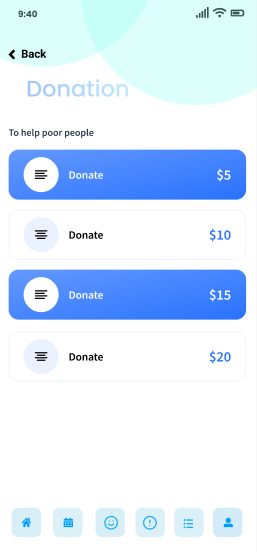 9:40
Back
Donation
To help poor people
Donate $5
Donate $10
Donate $15
Donate $20